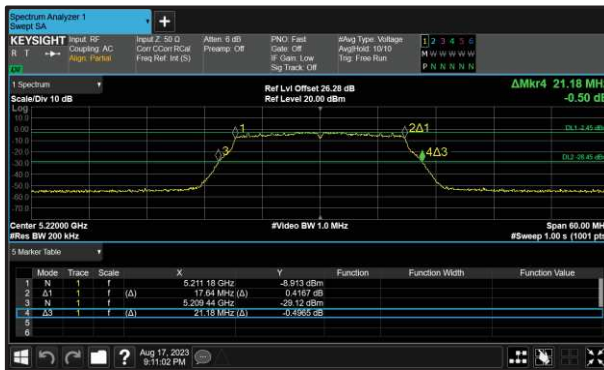 Spectrum Analyzer 1
Swept SA
KEYSIGHT
R T
Input: RF
Coupling: AC
Align: Partial
Input Z: 50 Ω
Corr CCorr RCal
Freq Ref: Int (S)
Atten: 6 dB
Preamp: Off
PNO: Fast
Gate: Off
IF Gain: Low
Sig Track: Off
#Avg Type: Voltage
Avg|Hold: 10/10
Trig: Free Run
1 2 3 4 5 6
M W W W W W
P N N N N N
1 Spectrum
Scale/Div 10 dB
Ref Lvl Offset 26.28 dB
Ref Level 20.00 dBm
ΔMkr4 21.18 MHz
-0.50 dB
Log
10.0
0.00
-10.0
-20.0
-30.0
-40.0
-50.0
-60.0
-70.0
1
2Δ1
3
4Δ3
DL1 -2.45 dBm
Center 5.22000 GHz
#Res BW 200 kHz
#Video BW 1.0 MHz
Span 60.00 MHz
#Sweep 1.00 s (1001 pts)
5 Marker Table
Mode Trace Scale X Y Function Function Width Function Value
1 N 1 f 5.211 18 GHz -8.913 dBm
2 Δ1 1 f (Δ) 17.64 MHz (Δ) 0.4167 dB
3 N 1 f 5.209 44 GHz -29.12 dBm
4 Δ3 1 f (Δ) 21.18 MHz (Δ) -0.4965 dB
5
6
?
Aug 17, 2023
9:11:02 PM